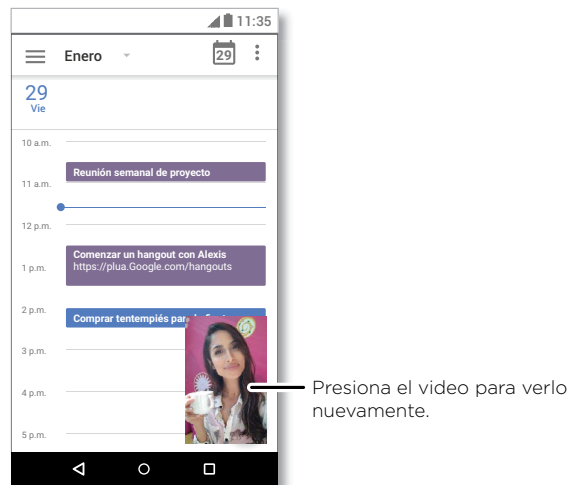 11:35
Enero
29
29
Vie
10 a.m.
Reunión semanal de proyecto
11 a.m.
12 p.m.
Comenzar un hangout con Alexis
https://plua.Google.com/hangouts
1 p.m.
2 p.m.
Comprar tentempiés para
3 p.m.
Presiona el video para verlo
nuevamente.
4 p.m.
5 p.m.